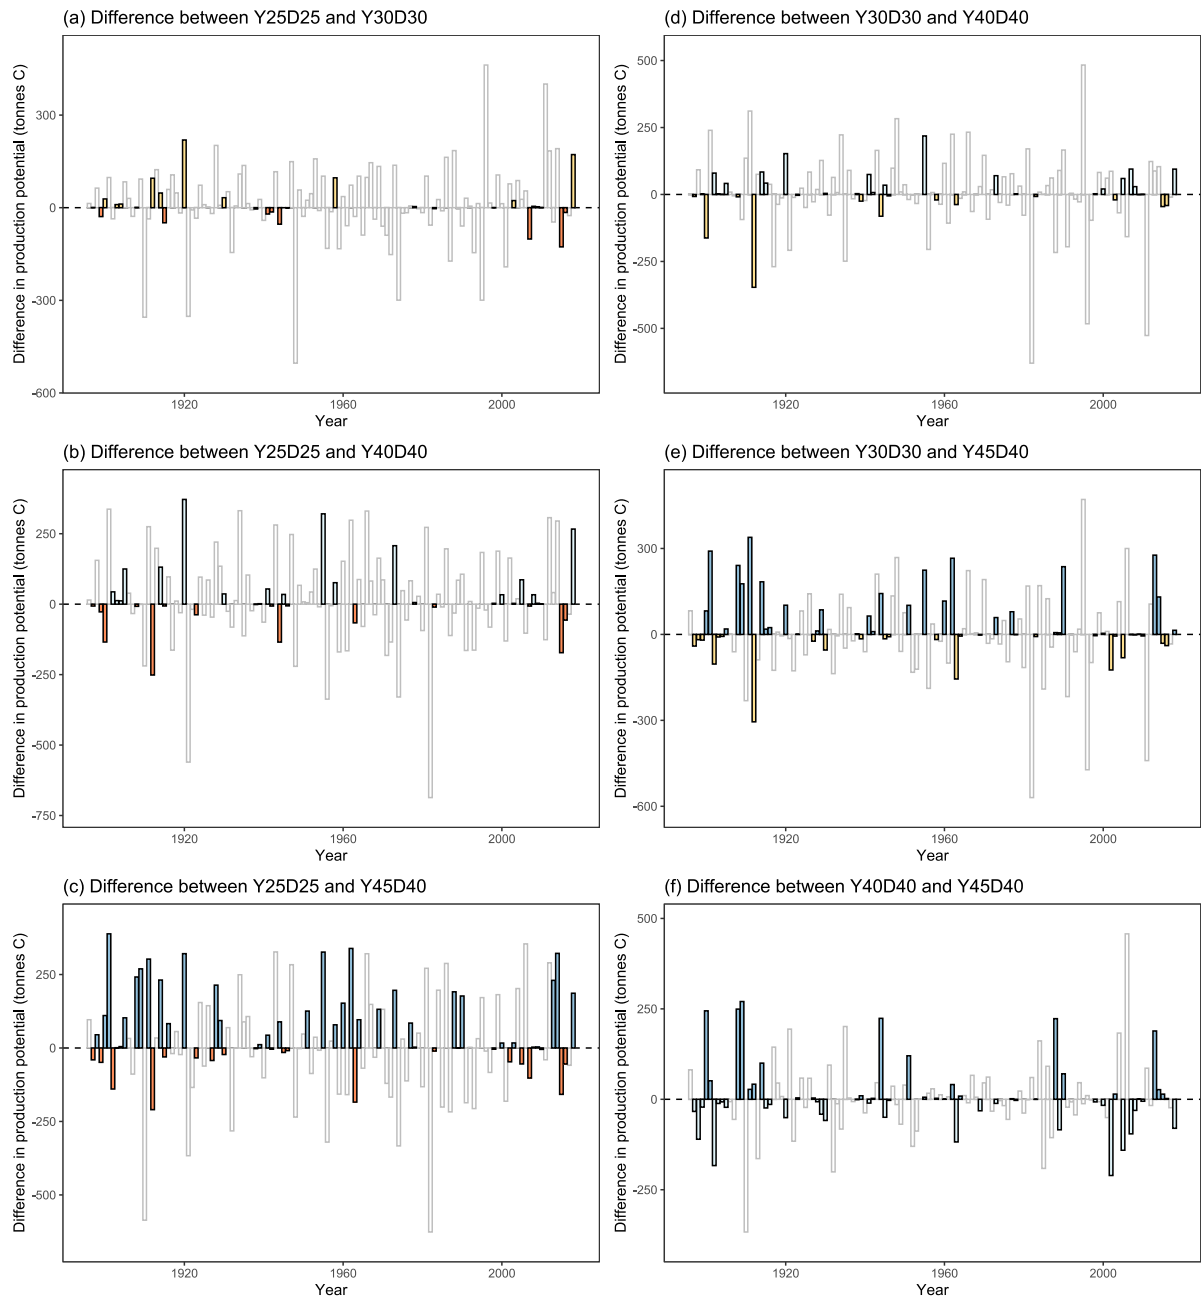 (a) Difference between Y25D25 and Y30D30
Difference in production potential (tonnes C)
300
0
-300
-600
1920
1960
2000
Year
(b) Difference between Y25D25 and Y40D40
Difference in production potential (tonnes C)
250
0
-250
-500
-750
1920
1960
2000
Year
(c) Difference between Y25D25 and Y45D40
Difference in production potential (tonnes C)
250
0
-250
-500
1920
1960
2000
Year
(d) Difference between Y30D30 and Y40D40
Difference in production potential (tonnes C)
500
250
0
-250
-500
1920
1960
2000
Year
(e) Difference between Y30D30 and Y45D40
Difference in production potential (tonnes C)
300
0
-300
-600
1920
1960
2000
Year
(f) Difference between Y40D40 and Y45D40
Difference in production potential (tonnes C)
500
250
0
-250
1920
1960
2000
Year